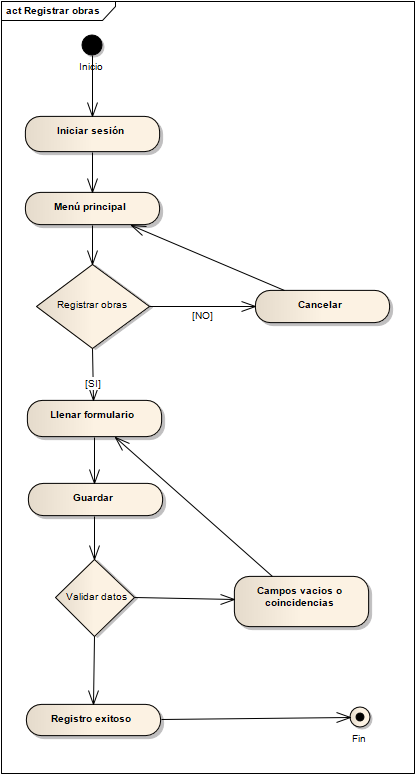 act Registrar obras
Inicio
Iniciar sesión
Menú principal
Registrar obras
[NO]
Cancelar
[SI]
Llenar formulario
Guardar
Validar datos
Campos vacios o
coincidencias
Registro exitoso
Fin